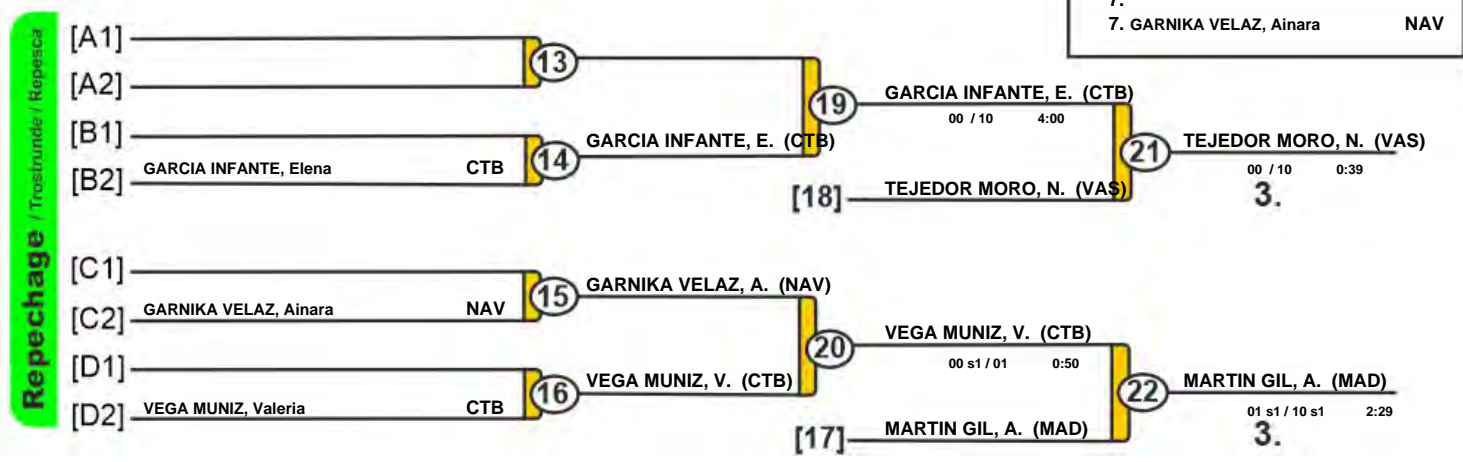 7.
7. GARNIKA VELAZ, Ainara NAV
Repechage / Trostrunde / Repesca
[A1]
13
[A2]
19
GARCIA INFANTE, E. (CTB)
00 / 10 4:00
[B1]
GARCIA INFANTE, E. (CTB)
14
[B2] GARCIA INFANTE, Elena CTB
21
TEJEDOR MORO, N. (VAS)
00 / 10 0:39
3.
[18] TEJEDOR MORO, N. (VAS)
[C1]
GARNIKA VELAZ, A. (NAV)
15
[C2] GARNIKA VELAZ, Ainara NAV
20
VEGA MUNIZ, V. (CTB)
00 s1 / 01 0:50
[D1]
VEGA MUNIZ, V. (CTB)
16
[D2] VEGA MUNIZ, Valeria CTB
22
MARTIN GIL, A. (MAD)
01 s1 / 10 s1 2:29
3.
[17] MARTIN GIL, A. (MAD)